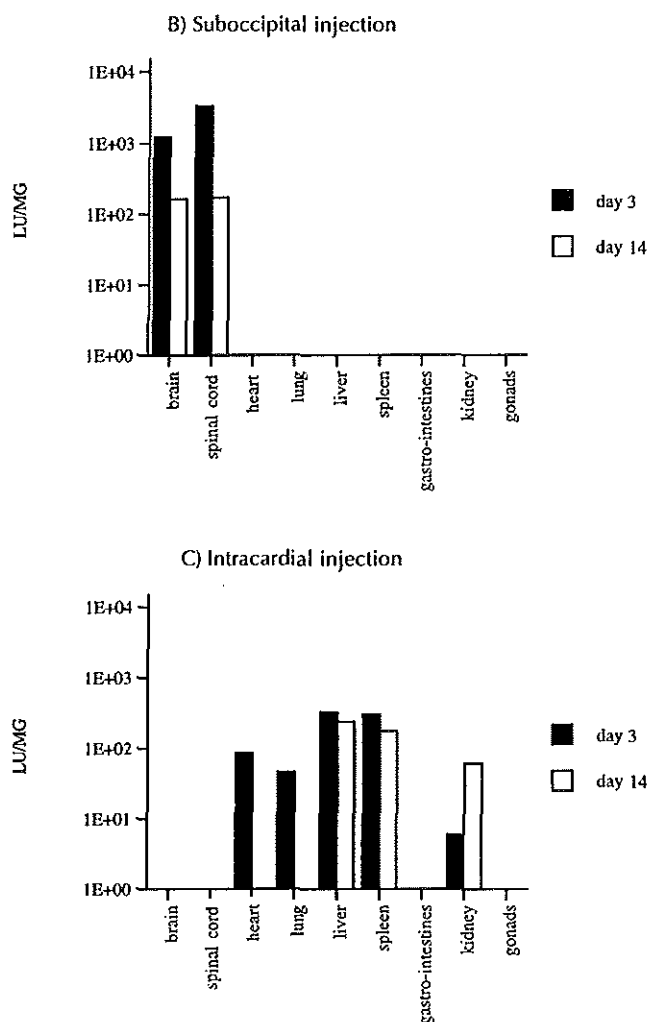 B) Suboccipital injection
1E+04
1E+03
1E+02
1E+01
1E+00
LU/MG
day 3
day 14
brain
spinal cord
heart
lung
liver
spleen
gastro-intestines
kidney
gonads
C) Intracardial injection
1E+04
1E+03
1E+02
1E+01
1E+00
LU/MG
day 3
day 14
brain
spinal cord
heart
lung
liver
spleen
gastro-intestines
kidney
gonads